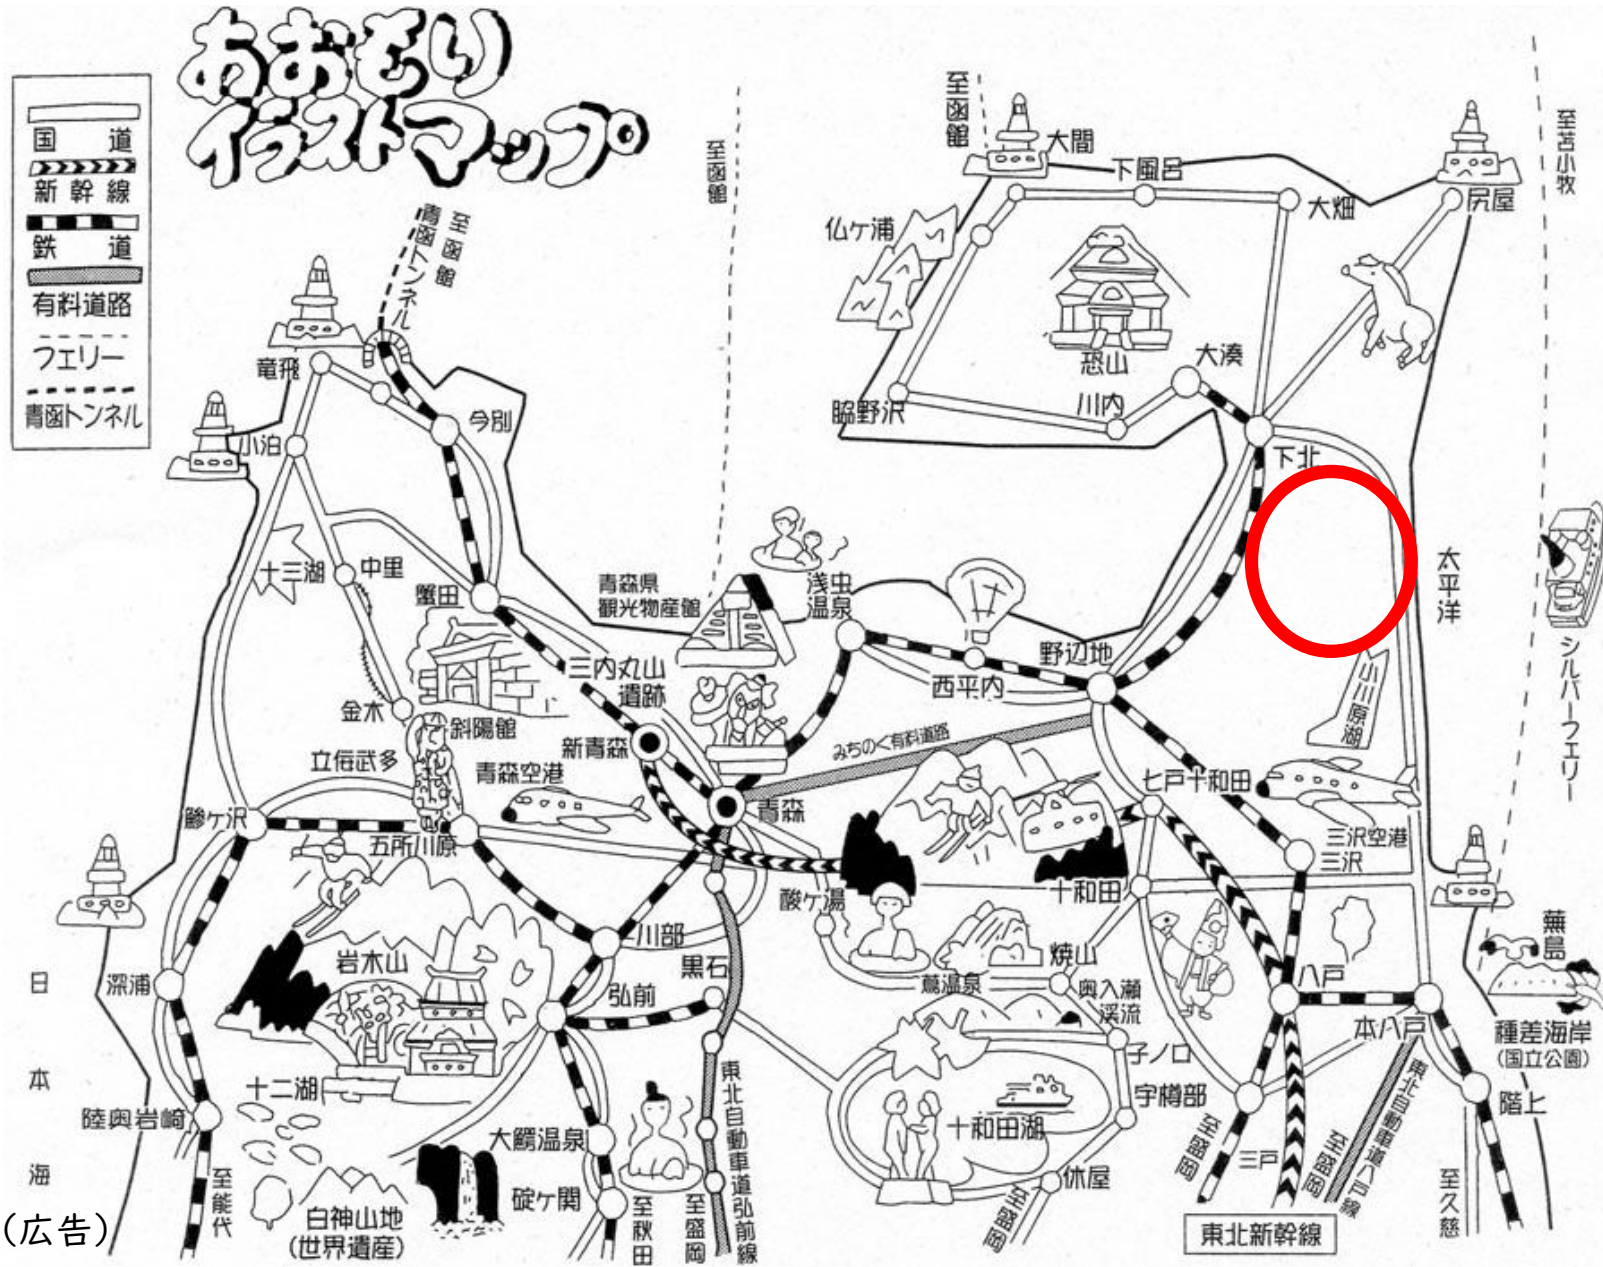 あおもり
イラストマップ
国道
新幹線
鉄道
有料道路
フェリー
青函トンネル
至函館
青函トンネル
至函館
至函館
至苫小牧
大間
下風呂
大畑
尻屋
仏ヶ浦
恐山
大湊
川内
脇野沢
下北
竜飛
今別
小泊
十三湖
中里
蟹田
青森県
観光物産館
浅虫
温泉
太平洋
シルバーフェリー
野辺地
西平内
小川原湖
三内丸山
遺跡
金木
斜陽館
新青森
みちのく有料道路
立佞武多
青森空港
七戸十和田
青森
鰺ヶ沢
五所川原
三沢空港
三沢
酸ヶ湯
十和田
川部
黒石
岩木山
焼山
蕪島
深浦
弘前
蔦温泉
奥入瀬
渓流
八戸
本八戸
種差海岸
(国立公園)
子ノ口
宇樽部
階上
日本海
十二湖
陸奥岩崎
大鰐温泉
十和田湖
東北自動車道弘前線
至盛岡
三戸
至盛岡
東北自動車道八戸線
至久慈
休屋
至盛岡
碇ヶ関
至秋田
至盛岡
至能代
白神山地
(世界遺産)
東北新幹線
(広告)